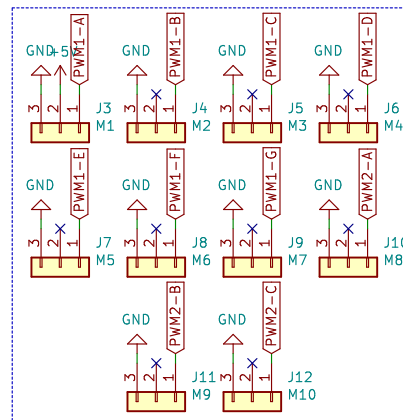 GND +5V PWM1-A
3 2 1 J3
M1
GND PWM1-B
3 2 1 J4
M2
GND PWM1-C
3 2 1 J5
M3
GND PWM1-D
3 2 1 J6
M4
GND PWM1-E
3 2 1 J7
M5
GND PWM1-F
3 2 1 J8
M6
GND PWM1-G
3 2 1 J9
M7
GND PWM2-A
3 2 1 J10
M8
GND PWM2-B
3 2 1 J11
M9
GND PWM2-C
3 2 1 J12
M10